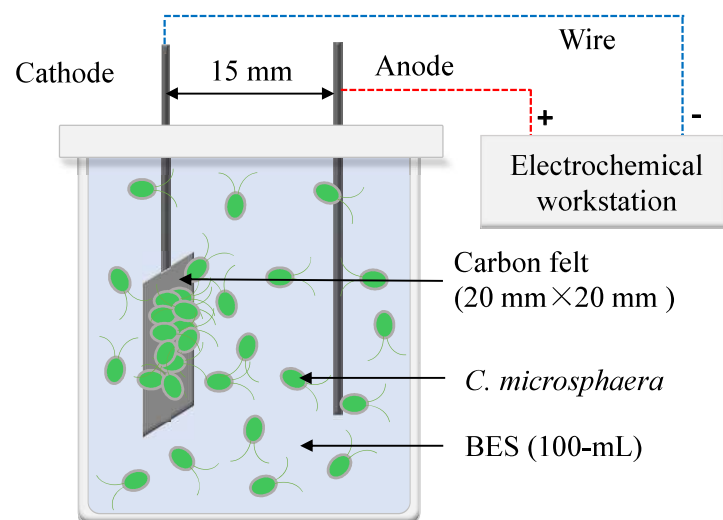 Wire
Cathode
15 mm
Anode
+
-
Electrochemical
workstation
Carbon felt
(20 mm×20 mm )
C. microsphaera
BES (100-mL)